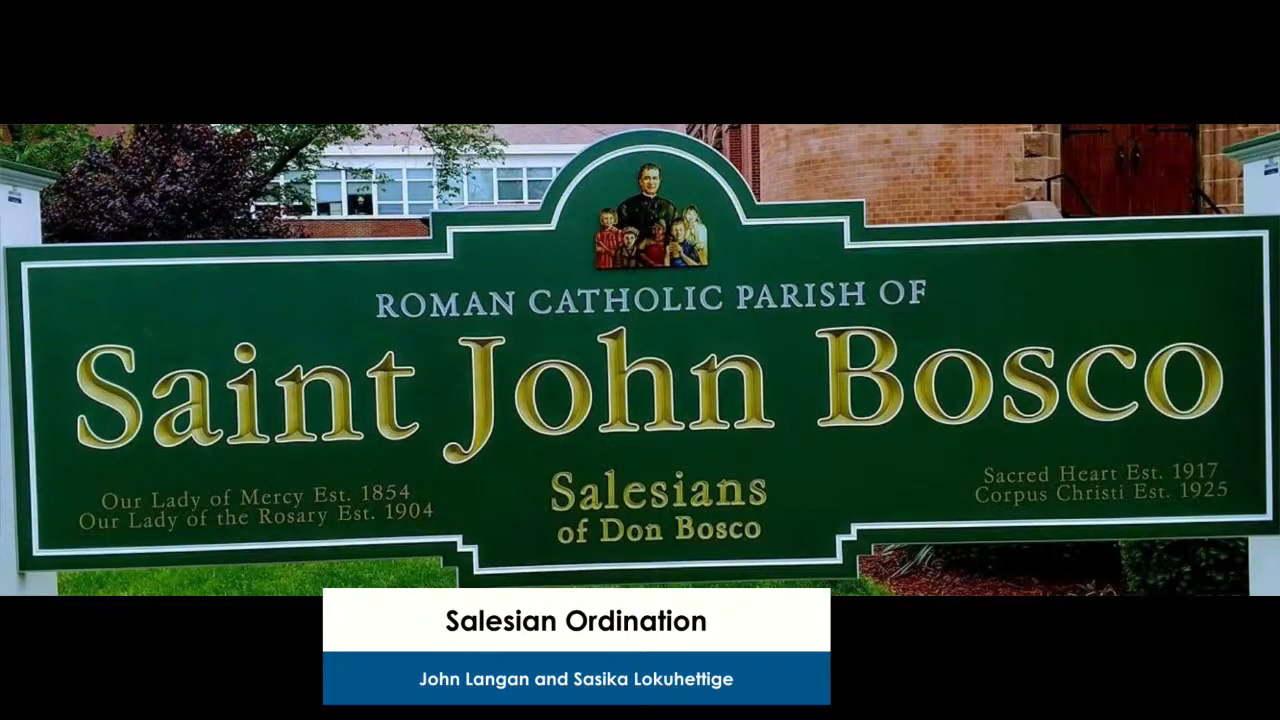 ROMAN CATHOLIC PARISH OF
Saint John Bosco
Our Lady of Mercy Est. 1854
Our Lady of the Rosary Est. 1904
Salesians
of Don Bosco
Sacred Heart Est. 1917
Corpus Christi Est. 1925
Salesian Ordination
John Langan and Sasika Lokuhettige